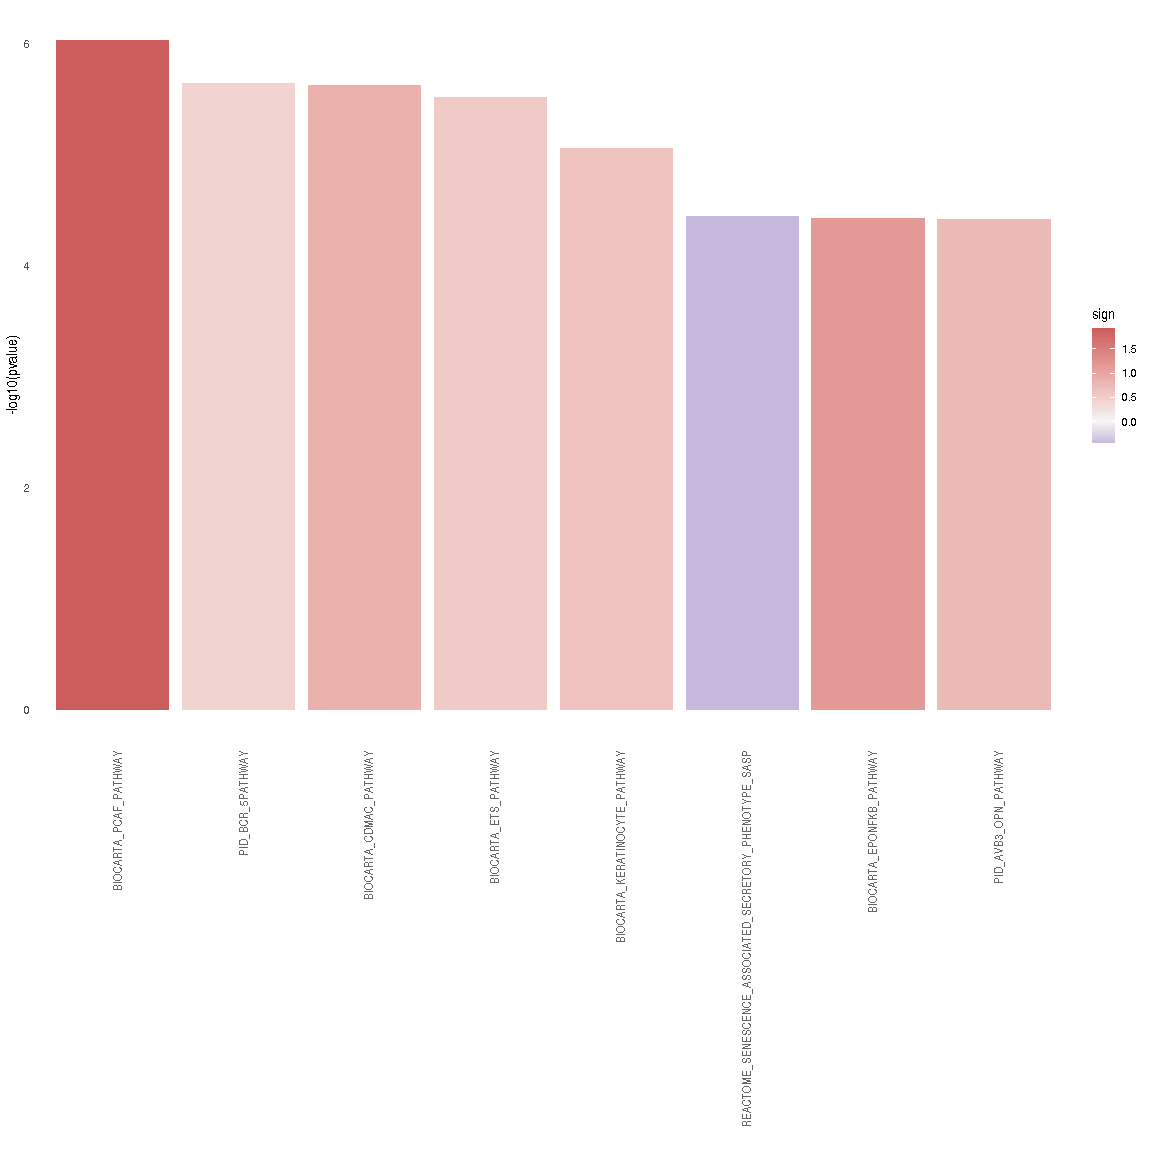 6
4
2
0
-log10(pvalue)
BIOCARTA_PCAF_PATHWAY
PID_BCR_5PATHWAY
BIOCARTA_CDMAC_PATHWAY
BIOCARTA_ETS_PATHWAY
BIOCARTA_KERATINOCYTE_PATHWAY
REACTOME_SENESCENCE_ASSOCIATED_SECRETORY_PHENOTYPE_SASP
BIOCARTA_EPONFKB_PATHWAY
PID_AVB3_OPN_PATHWAY
sign
1.5
1.0
0.5
0.0